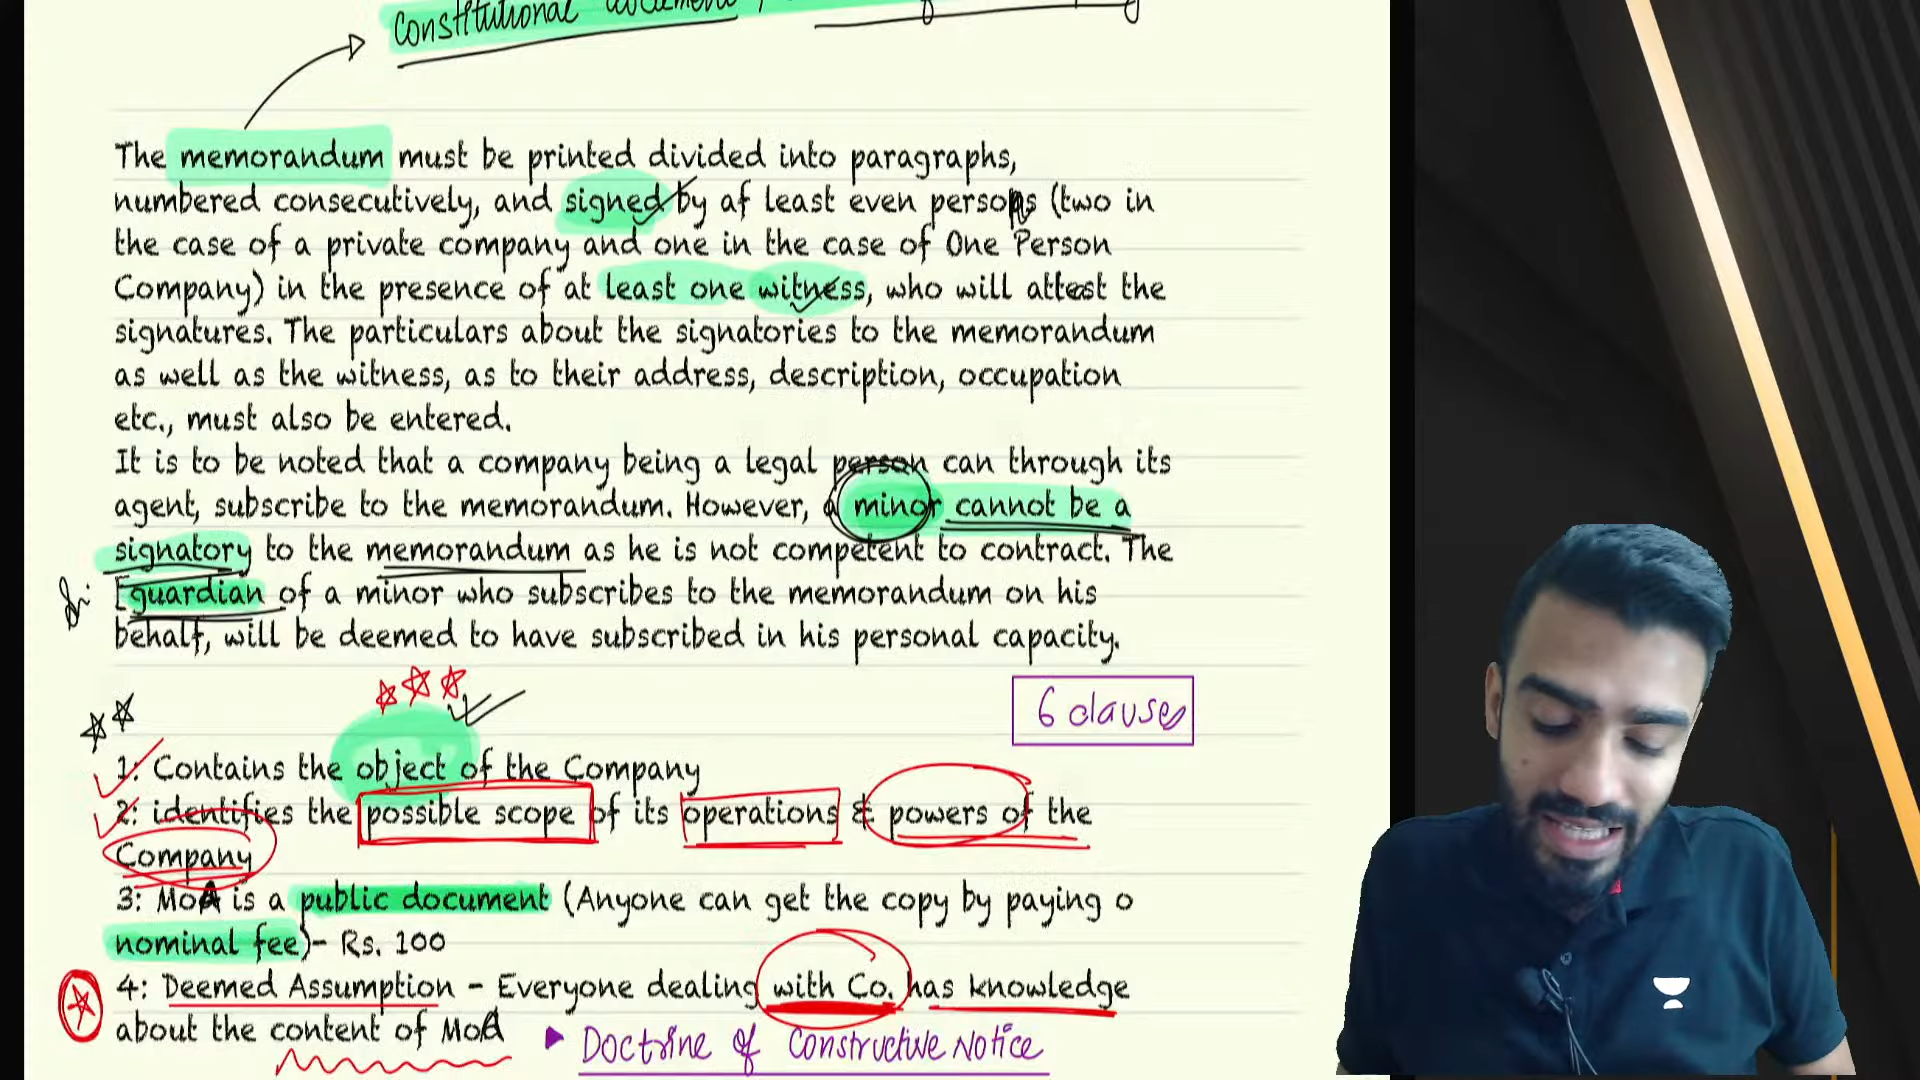 Constitutional document
The memorandum must be printed divided into paragraphs,
numbered consecutively, and signed by af least even persons (two in
the case of a private company and one in the case of One Person
Company) in the presence of at least one witness, who will attest the
signatures. The particulars about the signatories to the memorandum
as well as the witness, as to their address, description, occupation
etc., must also be entered.
It is to be noted that a company being a legal person can through its
agent, subscribe to the memorandum. However, a minor cannot be a
signatory to the memorandum as he is not competent to contract. The
guardian of a minor who subscribes to the memorandum on his
behalf, will be deemed to have subscribed in his personal capacity.
6 clauses
1: Contains the object of the Company
2: identifies the possible scope of its operations & powers of the
Company
3: MoA is a public document (Anyone can get the copy by paying o
nominal fee)- Rs. 100
4: Deemed Assumption - Everyone dealing with Co. has knowledge
about the content of MoA
Doctrine of Constructive Notice